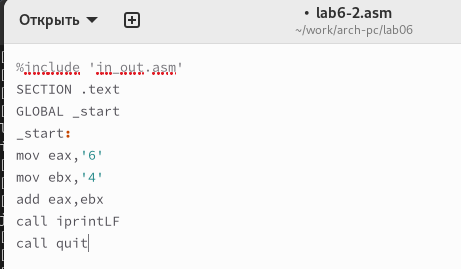 Открыть
• lab6-2.asm
~/work/arch-pc/lab06
%include 'in_out.asm'
SECTION .text
GLOBAL _start
_start:
mov eax,'6'
mov ebx,'4'
add eax,ebx
call iprintLF
call quit